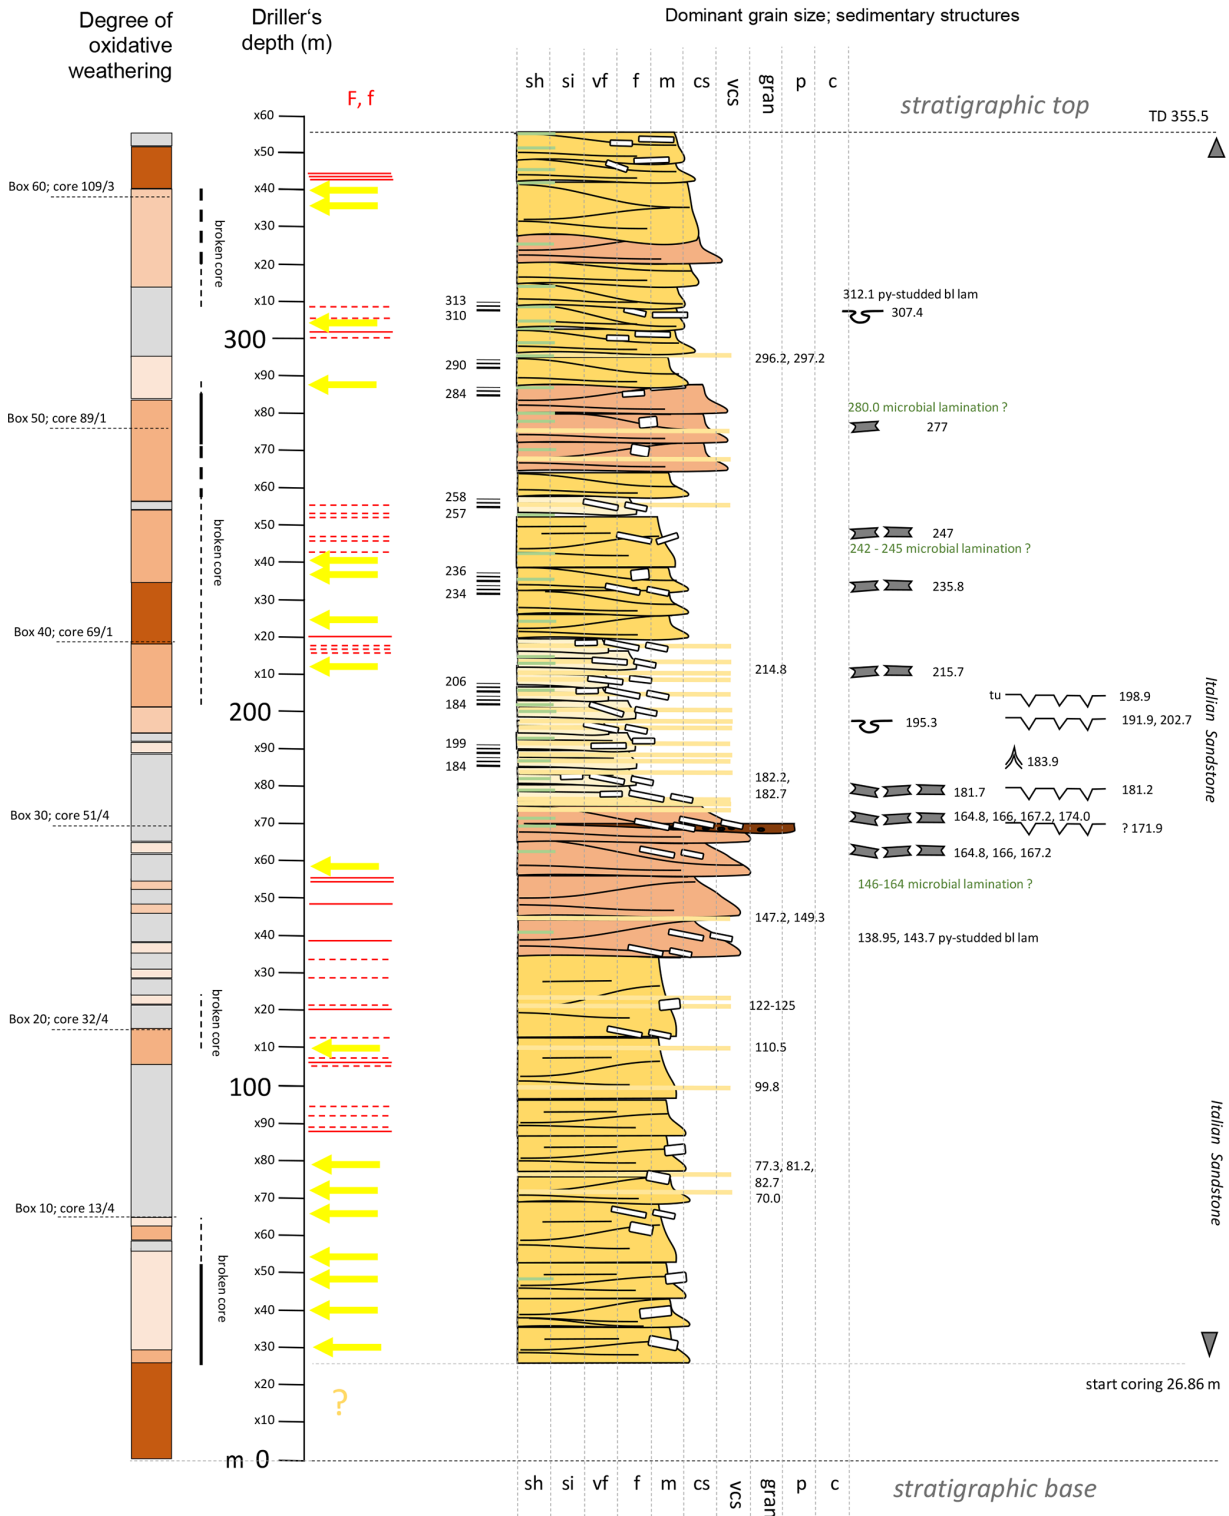 Degree of
oxidative
weathering
Driller's
depth (m)
Dominant grain size; sedimentary structures
F, f
sh si vf f m cs vcs gran p c
stratigraphic top
TD 355.5
x60
x50
x40
x30
x20
x10
300
x90
x80
x70
x60
x50
x40
x30
x20
x10
200
x90
x80
x70
x60
x50
x40
x30
x20
x10
100
x90
x80
x70
x60
x50
x40
x30
x20
x10
m 0
Box 60; core 109/3
Box 50; core 89/1
Box 40; core 69/1
Box 30; core 51/4
Box 20; core 32/4
Box 10; core 13/4
broken core
broken core
broken core
broken core
?
313
310
290
284
258
257
236
234
206
184
199
184
296.2, 297.2
214.8
182.2,
182.7
147.2, 149.3
122-125
110.5
99.8
77.3, 81.2,
82.7
70.0
312.1 py-studded bl lam
307.4
280.0 microbial lamination ?
277
247
242 - 245 microbial lamination ?
235.8
215.7
tu
198.9
195.3
191.9, 202.7
183.9
181.7
181.2
164.8, 166, 167.2, 174.0
? 171.9
164.8, 166, 167.2
146-164 microbial lamination ?
138.95, 143.7 py-studded bl lam
Italian Sandstone
Italian Sandstone
start coring 26.86 m
sh si vf f m cs vcs gran p c
stratigraphic base